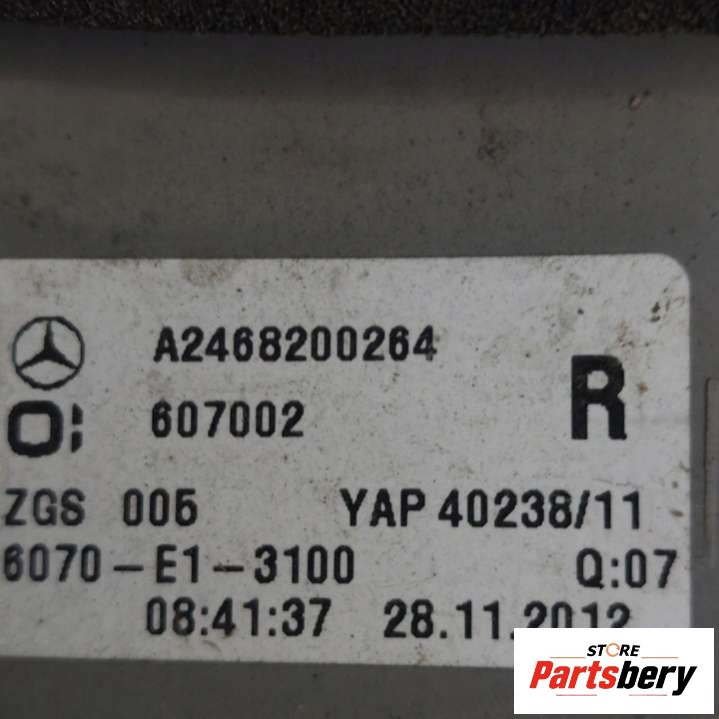 A2468200264
607002
R
ZGS 005 YAP 40238/11
6070-E1-3100 Q:07
08:41:37 28.11.2012
STORE
Partsbery